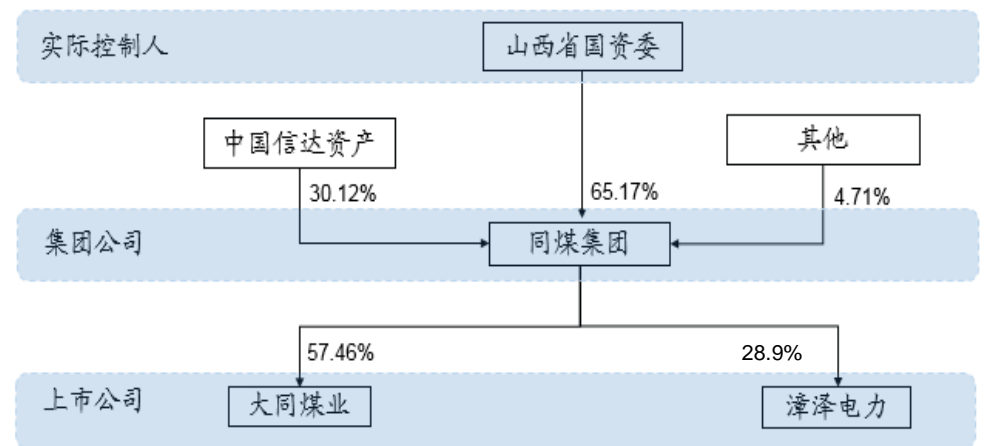 实际控制人
山西省国资委
中国信达资产
其他
30.12%
65.17%
4.71%
集团公司
同煤集团
57.46%
28.9%
上市公司
大同煤业
漳泽电力